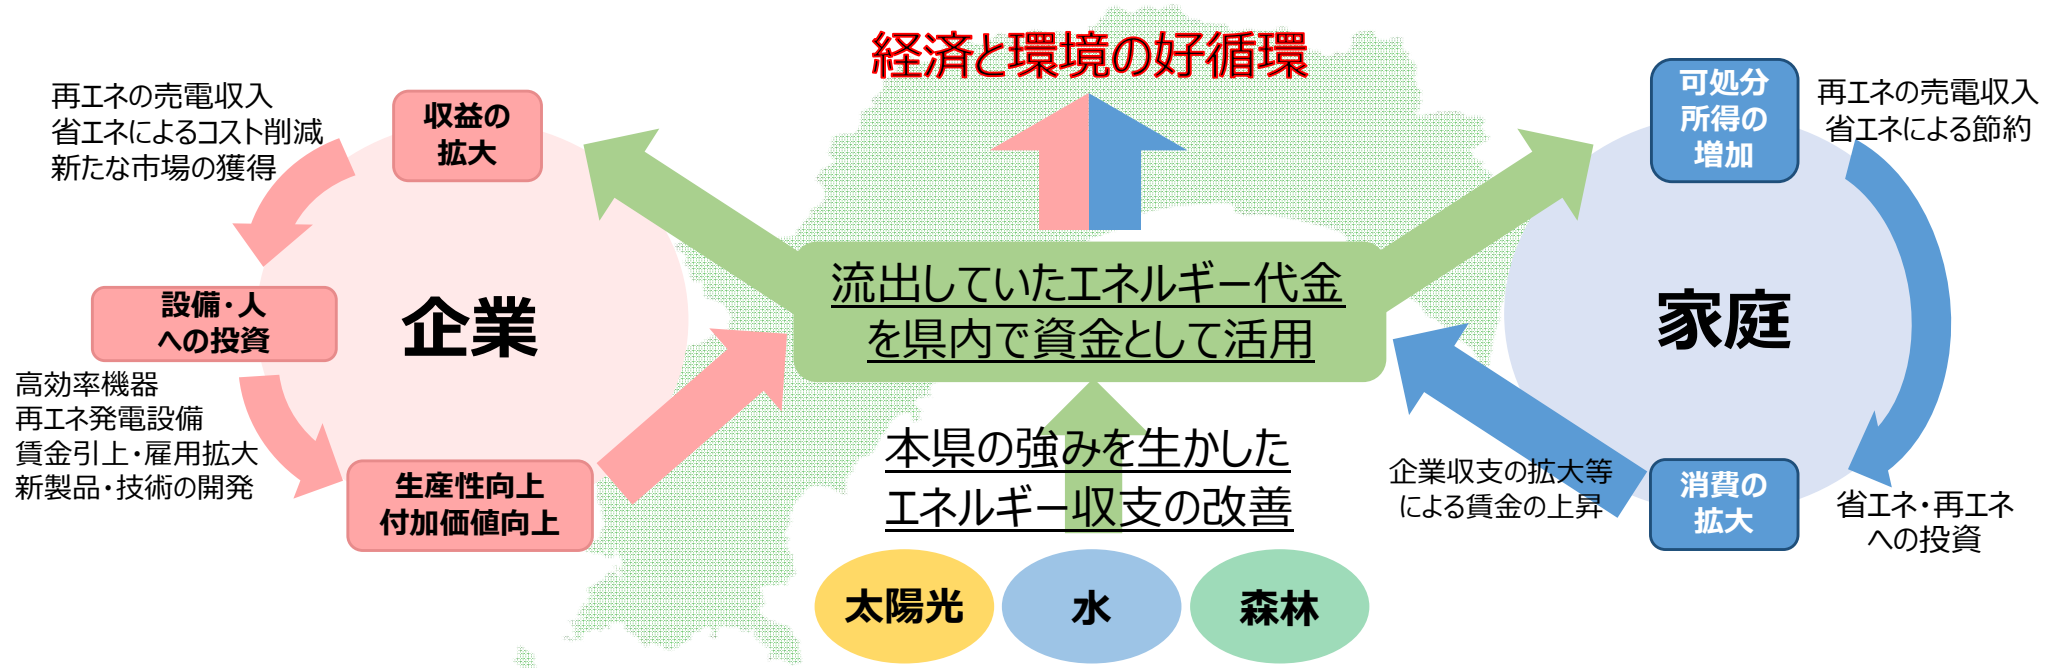 経済と環境の好循環
再エネの売電収入
省エネによるコスト削減
新たな市場の獲得
収益の
拡大
設備・人
への投資
企業
高効率機器
再エネ発電設備
賃金引上・雇用拡大
新製品・技術の開発
生産性向上
付加価値向上
流出していたエネルギー代金
を県内で資金として活用
本県の強みを生かした
エネルギー収支の改善
太陽光
水
森林
可処分
所得の
増加
再エネの売電収入
省エネによる節約
家庭
企業収支の拡大等
による賃金の上昇
消費の
拡大
省エネ・再エネ
への投資